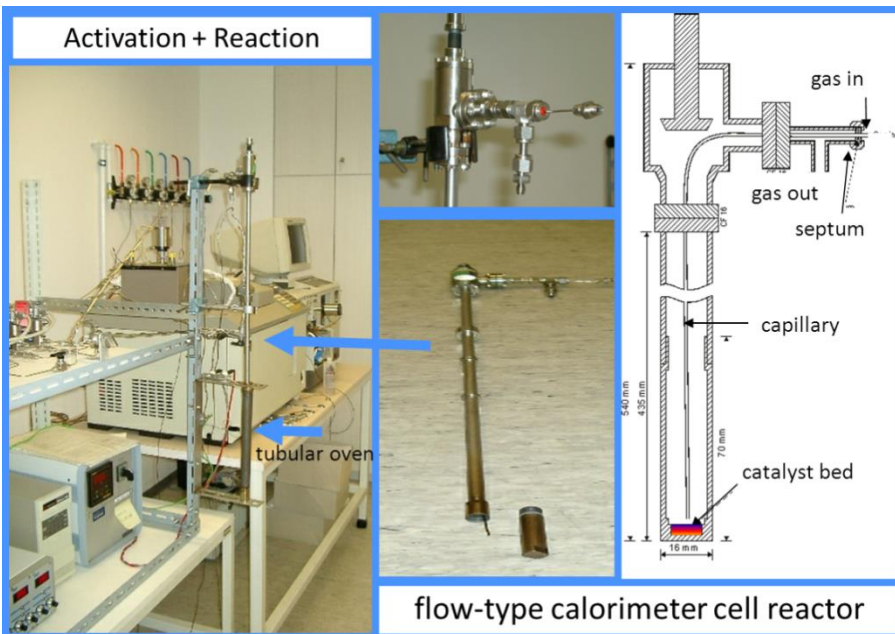 Activation + Reaction
tubular oven
gas in
gas out
septum
CF 16
capillary
540 mm
435 mm
70 mm
catalyst bed
16 mm
flow-type calorimeter cell reactor